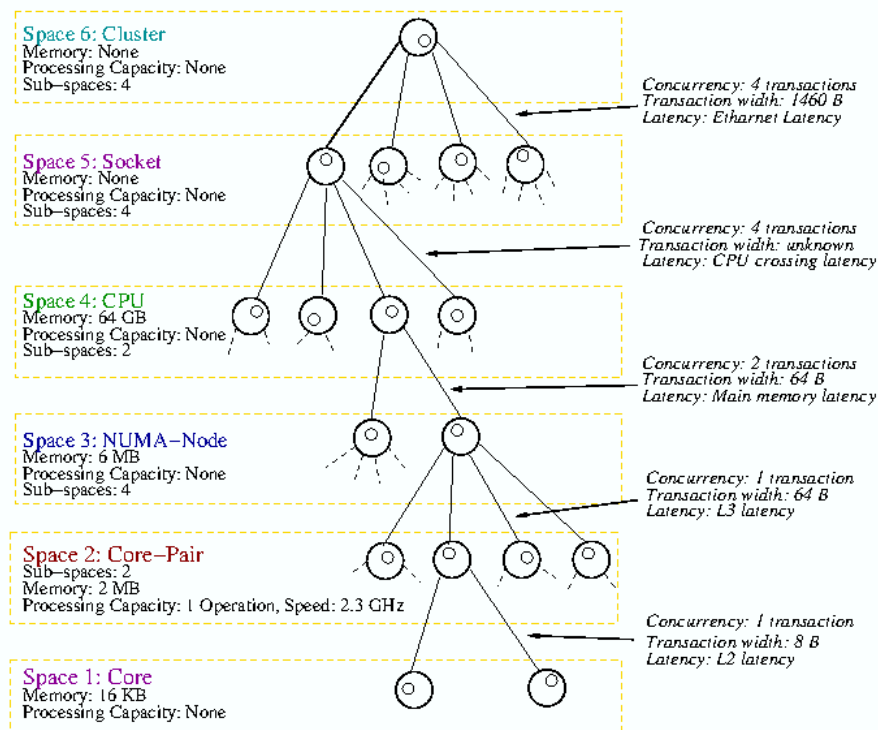 Space 6: Cluster
Memory: None
Processing Capacity: None
Sub-spaces: 4
Concurrency: 4 transactions
Transaction width: 1460 B
Latency: Etharnet Latency
Space 5: Socket
Memory: None
Processing Capacity: None
Sub-spaces: 4
Concurrency: 4 transactions
Transaction width: unknown
Latency: CPU crossing latency
Space 4: CPU
Memory: 64 GB
Processing Capacity: None
Sub-spaces: 2
Concurrency: 2 transactions
Transaction width: 64 B
Latency: Main memory latency
Space 3: NUMA-Node
Memory: 6 MB
Processing Capacity: None
Sub-spaces: 4
Concurrency: 1 transaction
Transaction width: 64 B
Latency: L3 latency
Space 2: Core-Pair
Sub-spaces: 2
Memory: 2 MB
Processing Capacity: 1 Operation, Speed: 2.3 GHz
Concurrency: 1 transaction
Transaction width: 8 B
Latency: L2 latency
Space 1: Core
Memory: 16 KB
Processing Capacity: None